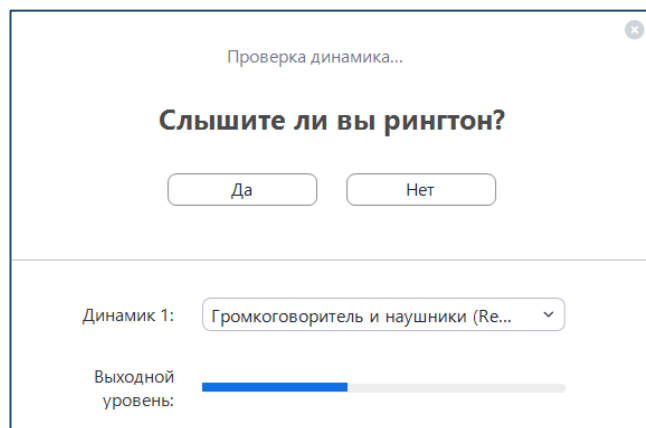 Проверка динамика...
Слышите ли вы рингтон?
Да
Нет
Динамик 1:
Громкоговоритель и наушники (Re...
Выходной
уровень: